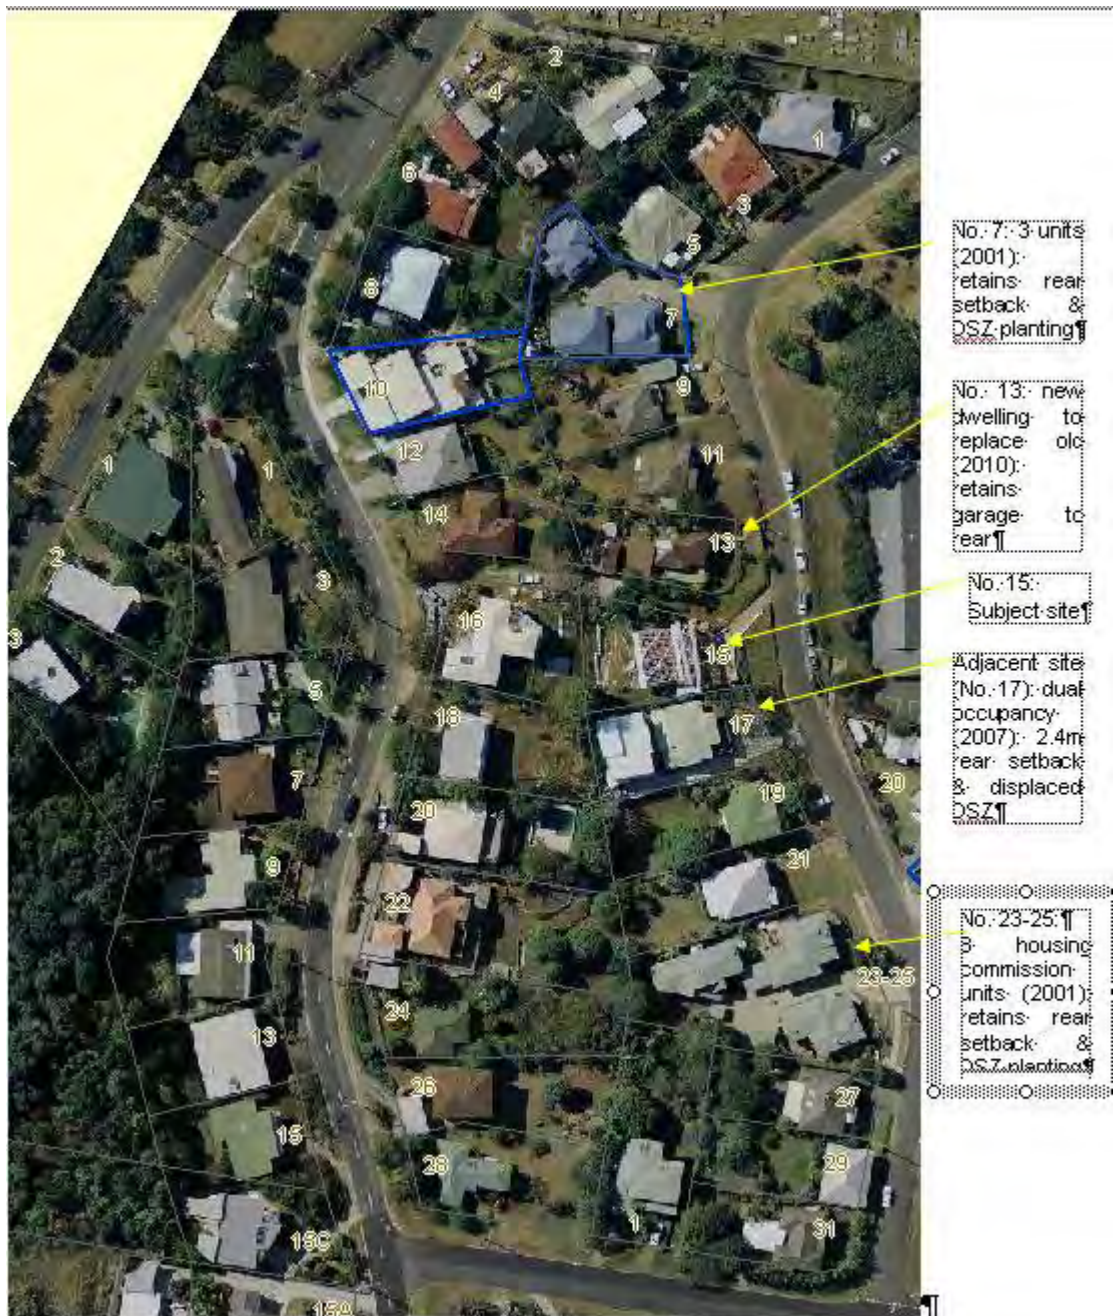 2
4
1
6
3
5
8
7
10
9
12
11
1
1
14
13
2
3
16
15
3
5
18
17
7
20
19
20
9
21
22
11
23-25
24
13
26
27
15
28
29
1
31
15C
15A
No. 7: 3 units
(2001):
retains rear
setback &
OSZ planting¶
No. 13: new
dwelling to
replace old
(2010):
retains
garage to
rear¶
No. 15:
Subject site¶
Adjacent site
(No. 17): dual
occupancy
(2007): 2.4m
rear setback
& displaced
OSZ¶
No. 23-25:¶
housing
commission
units (2001):
retains rear
setback &
OSZ planting¶
¶